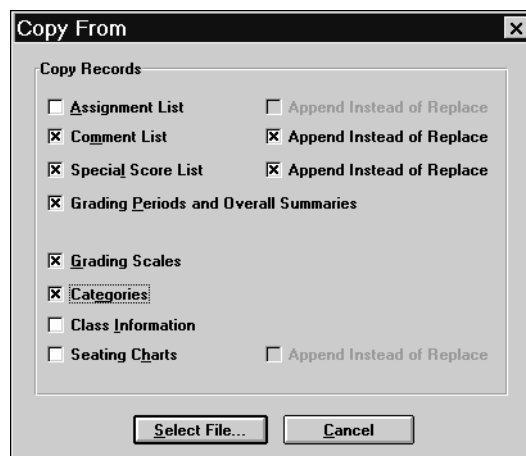 Copy From
Copy Records
Assignment List Append Instead of Replace
Comment List Append Instead of Replace
Special Score List Append Instead of Replace
Grading Periods and Overall Summaries
Grading Scales
Categories
Class Information
Seating Charts Append Instead of Replace
Select File... Cancel